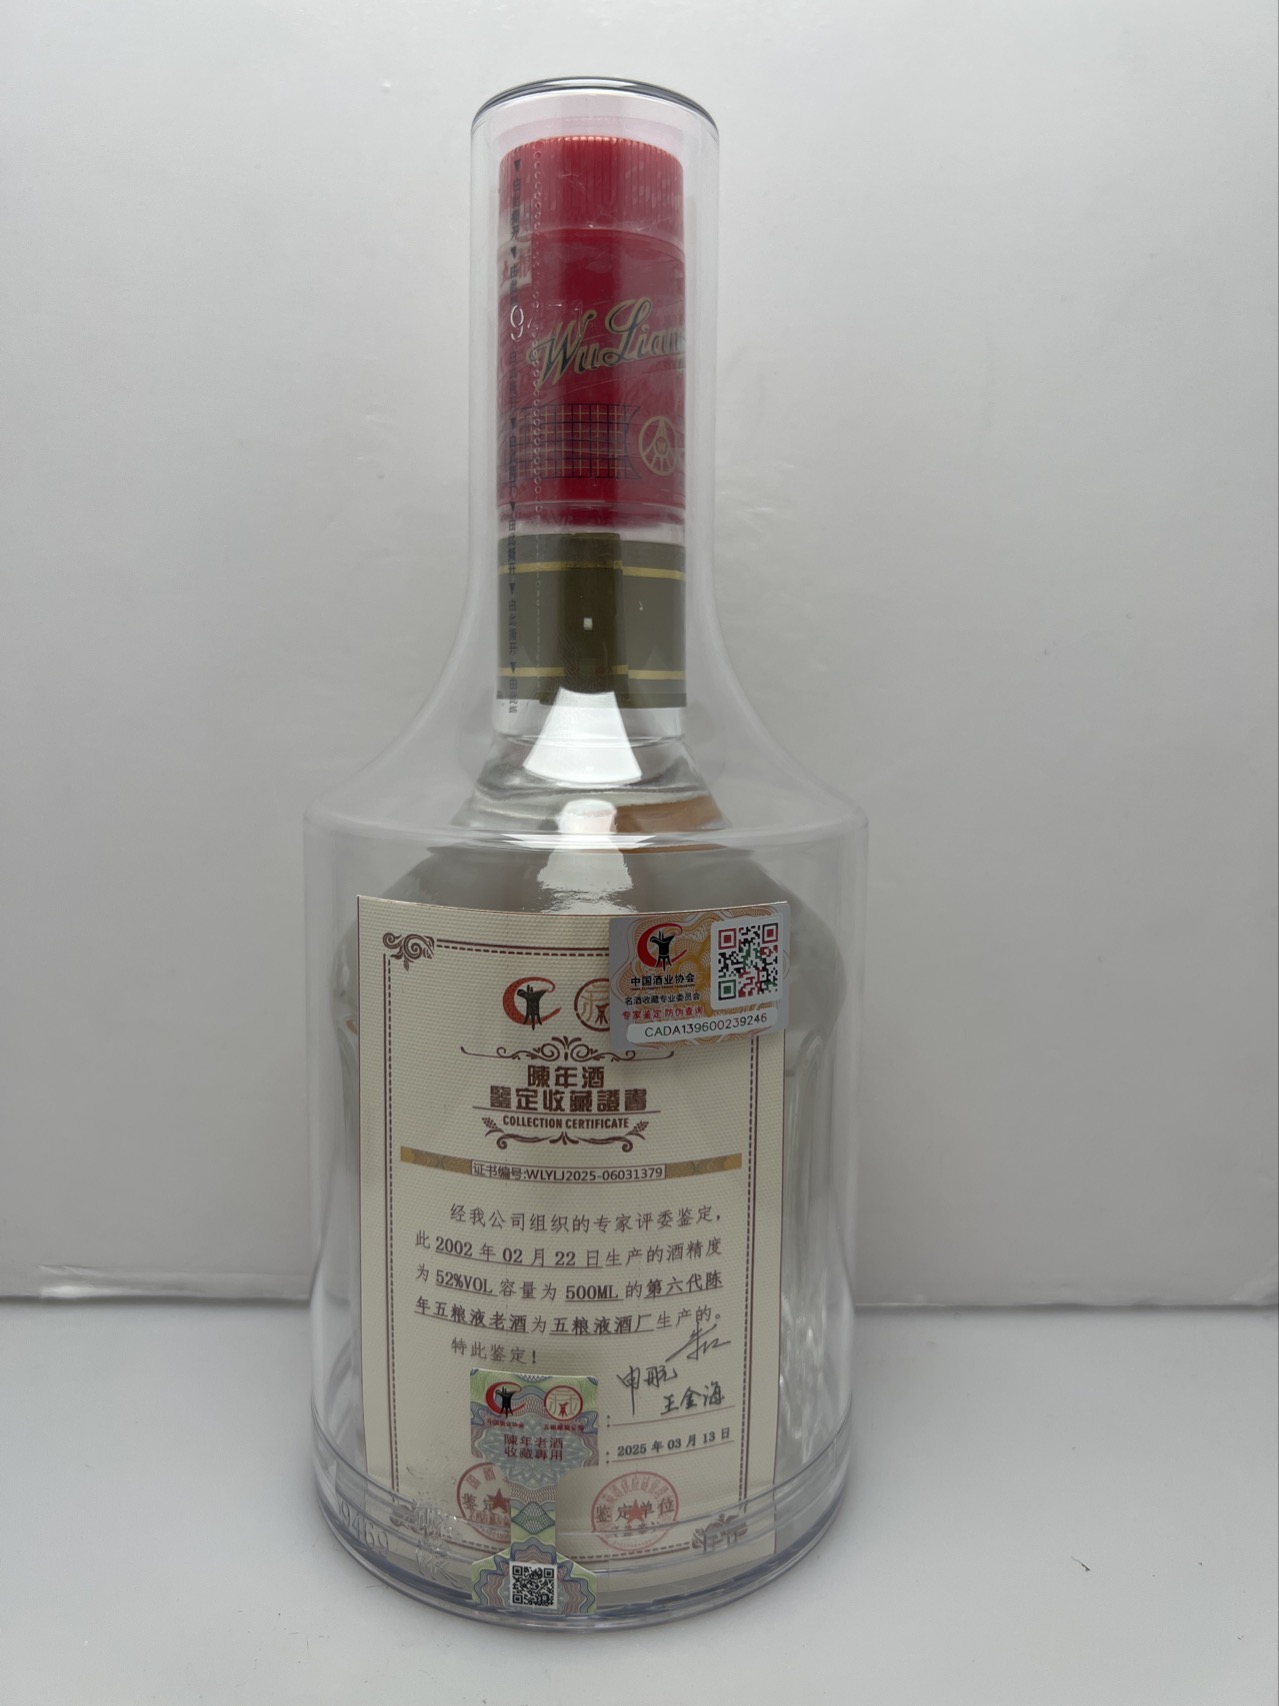 Wu Lian
中国酒业协会
名酒收藏专业委员会
专家鉴定 防伪查询
CADA139600239246
陳年酒
鑒定收藏證書
COLLECTION CERTIFICATE
证书编号:WLYLJ2025-06031379
经我公司组织的专家评委鉴定,
此 2002 年 02 月 22 日生产的酒精度
为 52%VOL 容量为 500ML 的第六代陈
年五粮液老酒为五粮液酒厂生产的。
特此鉴定!
申航
王金海
2025 年 03 月 13 日
陳年老酒
收藏專用
鉴定
鉴定单位
9469